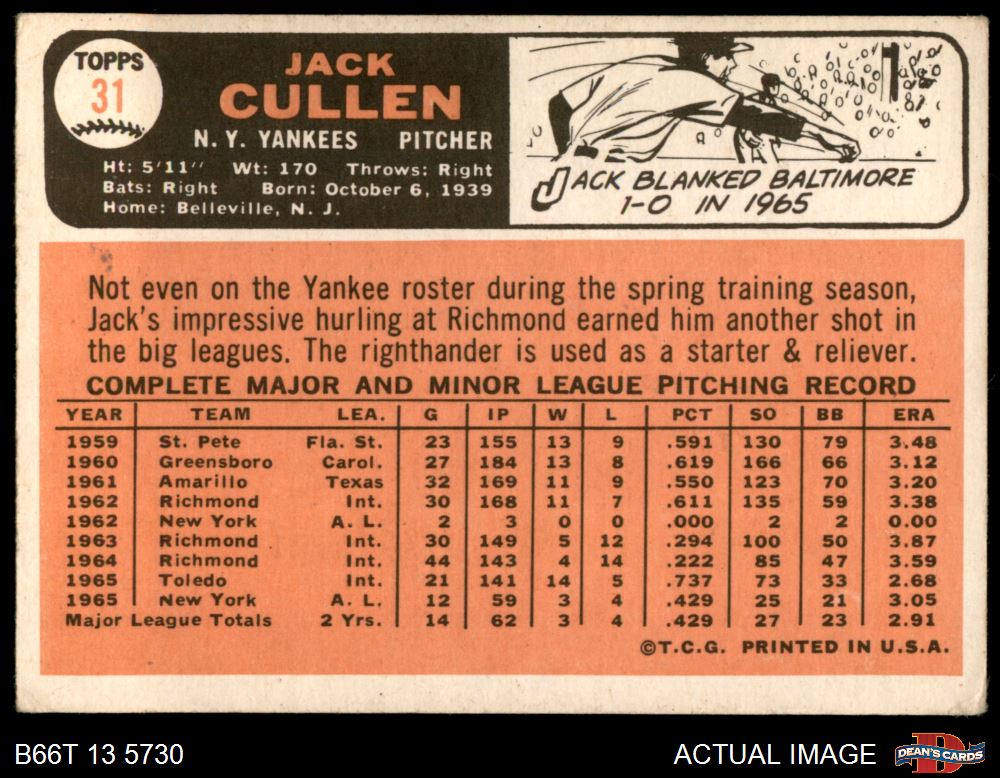 TOPPS
31
JACK
CULLEN
N. Y. YANKEES PITCHER
Ht: 5'11" Wt: 170 Throws: Right
Bats: Right Born: October 6, 1939
Home: Belleville, N. J.
JACK BLANKED BALTIMORE
1-0 IN 1965
Not even on the Yankee roster during the spring training season,
Jack's impressive hurling at Richmond earned him another shot in
the big leagues. The righthander is used as a starter & reliever.
COMPLETE MAJOR AND MINOR LEAGUE PITCHING RECORD
YEAR TEAM LEA. G IP W L PCT SO BB ERA
1959 St. Pete Fla. St. 23 155 13 9 .591 130 79 3.48
1960 Greensboro Carol. 27 184 13 8 .619 166 66 3.12
1961 Amarillo Texas 32 169 11 9 .550 123 70 3.20
1962 Richmond Int. 30 168 11 7 .611 135 59 3.38
1962 New York A. L. 2 3 0 0 .000 2 2 0.00
1963 Richmond Int. 30 149 5 12 .294 100 50 3.87
1964 Richmond Int. 44 143 4 14 .222 85 47 3.59
1965 Toledo Int. 21 141 14 5 .737 73 33 2.68
1965 New York A. L. 12 59 3 4 .429 25 21 3.05
Major League Totals 2 Yrs. 14 62 3 4 .429 27 23 2.91
©T.C.G. PRINTED IN U.S.A.
B66T 13 5730
ACTUAL IMAGE
DEAN'S CARDS